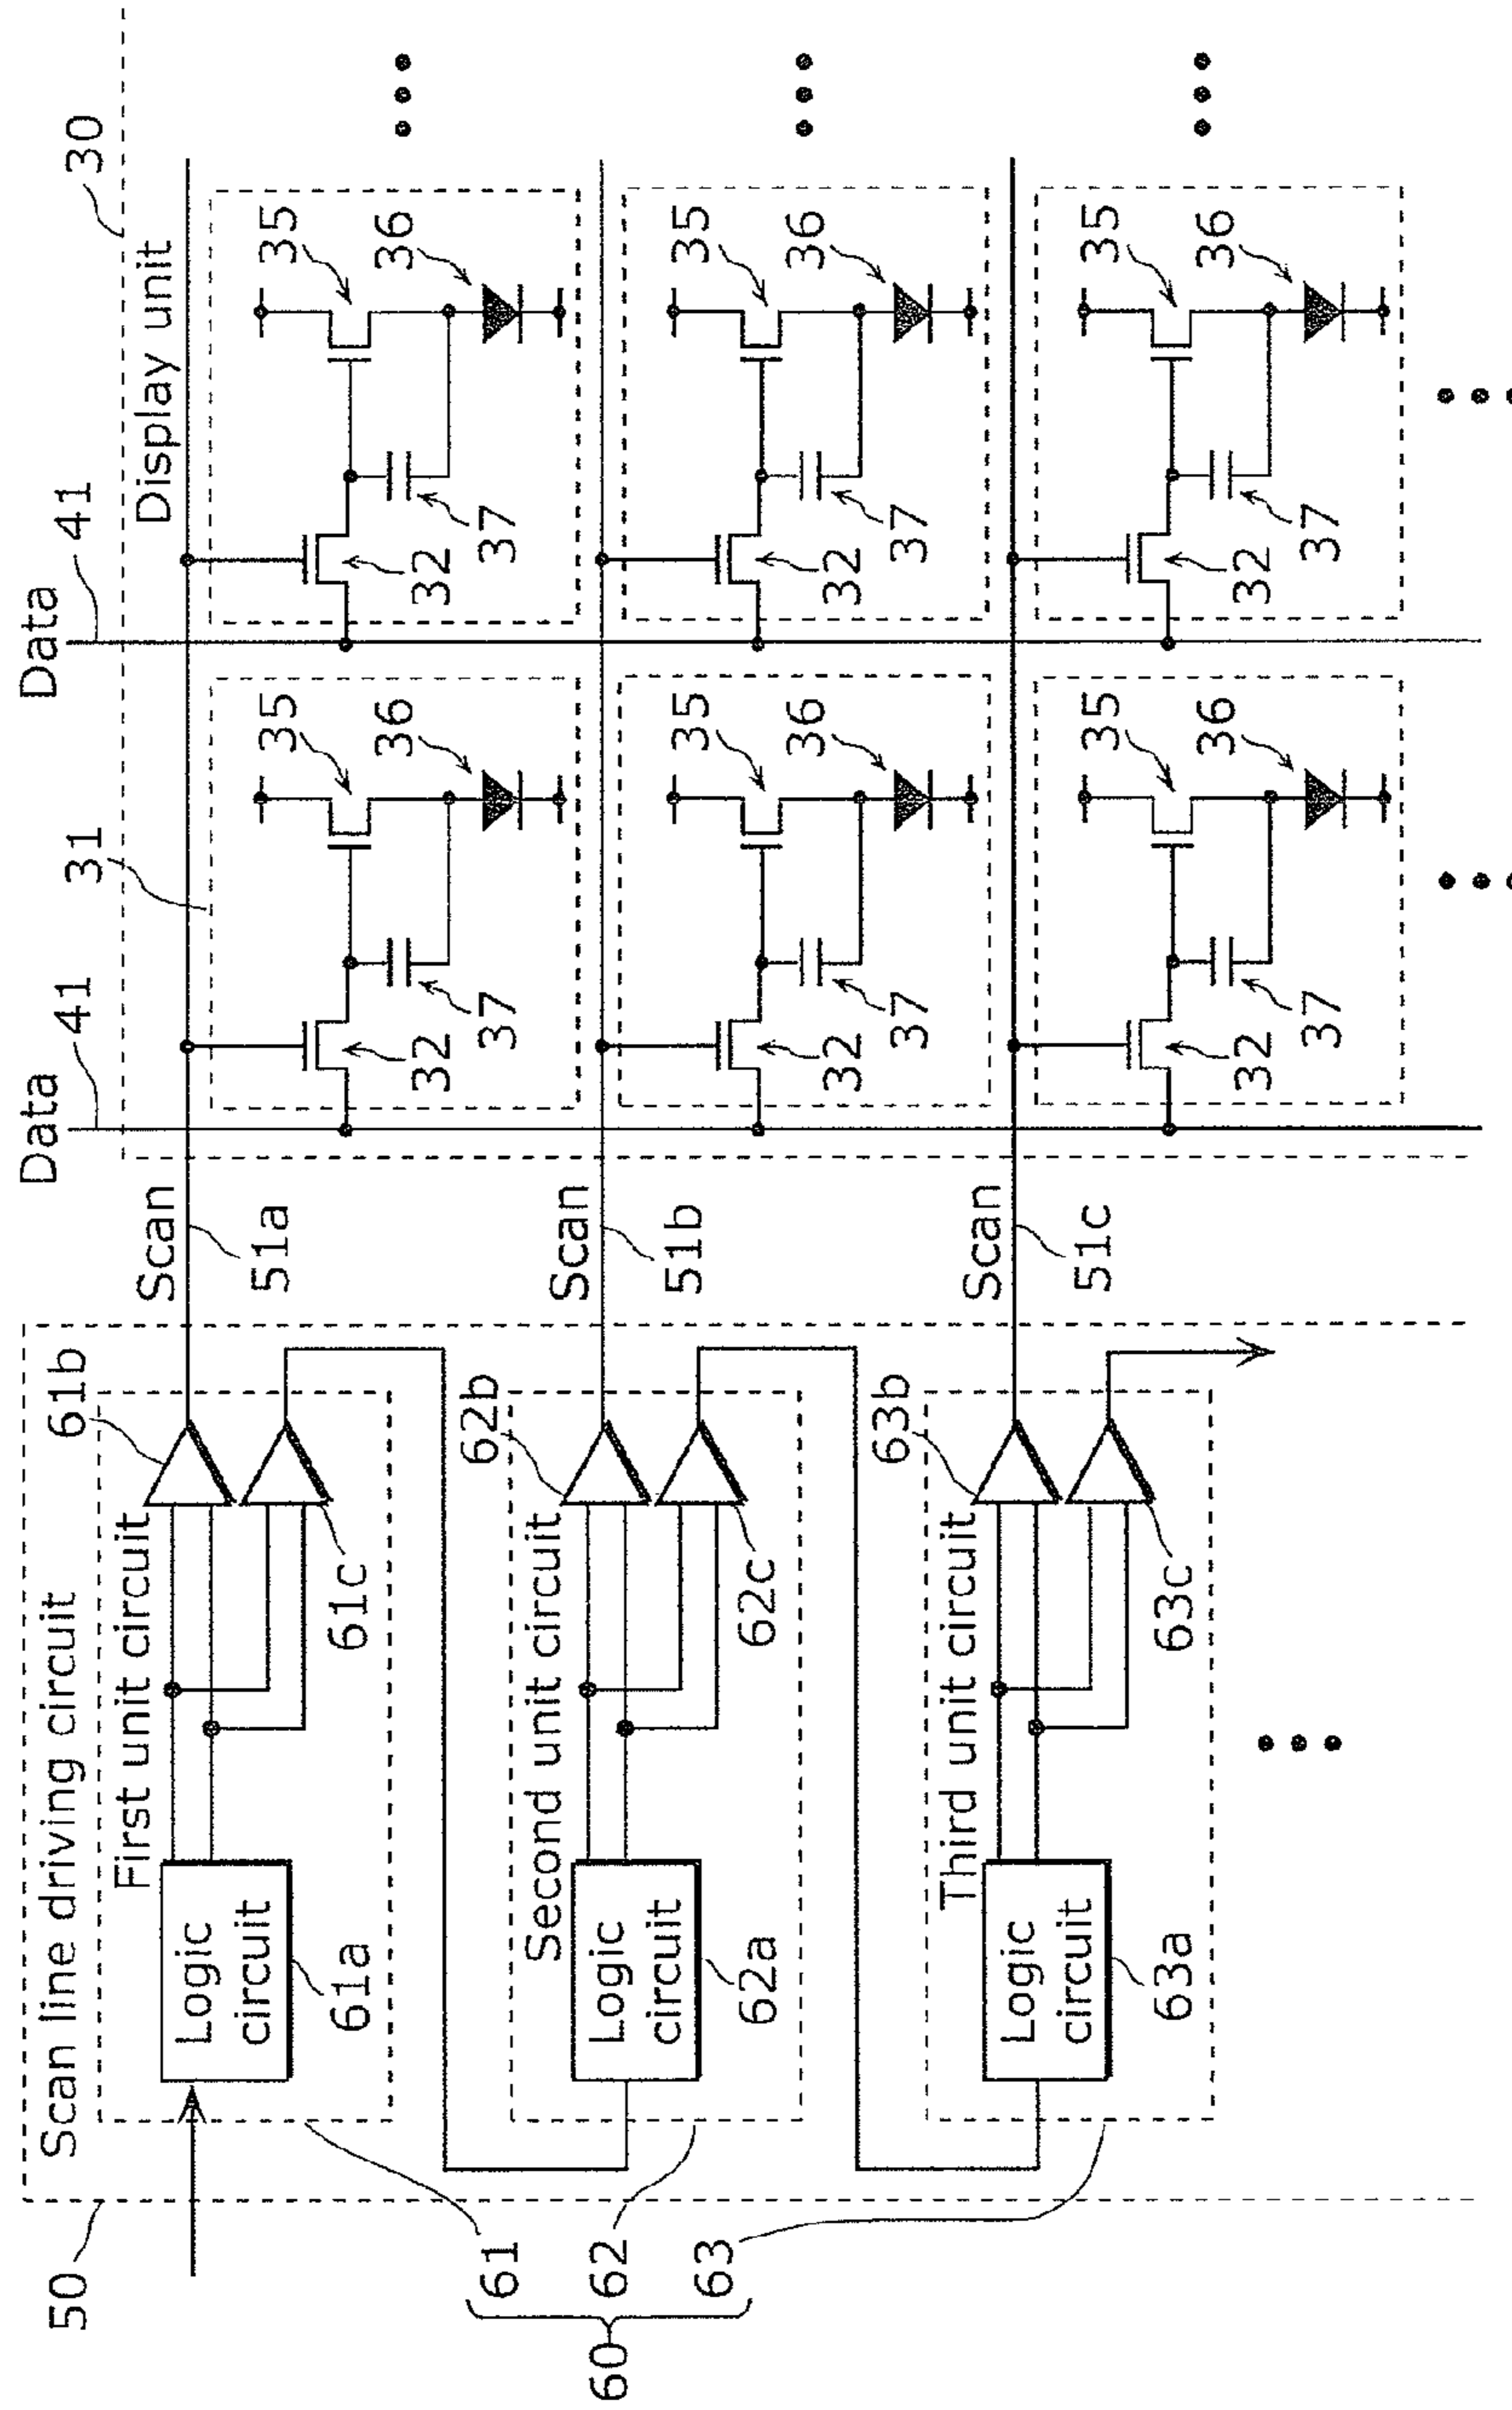 50
Scan line driving circuit
60
61
62
63
First unit circuit
Logic
circuit
61a
61b
61c
Second unit circuit
Logic
circuit
62a
62b
62c
Third unit circuit
Logic
circuit
63a
63b
63c
Scan
51a
Scan
51b
Scan
51c
Data
41
Data
41
30
Display unit
31
32
37
35
36
32
37
35
36
32
37
35
36
32
37
35
36
32
37
35
36
32
37
35
36